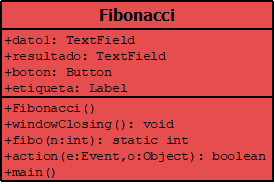 Fibonacci
+dato1: TextField
+resultado: TextField
+boton: Button
+etiqueta: Label
+Fibonacci()
+windowClosing(): void
+fibo(n:int): static int
+action(e:Event,o:Object): boolean
+main()